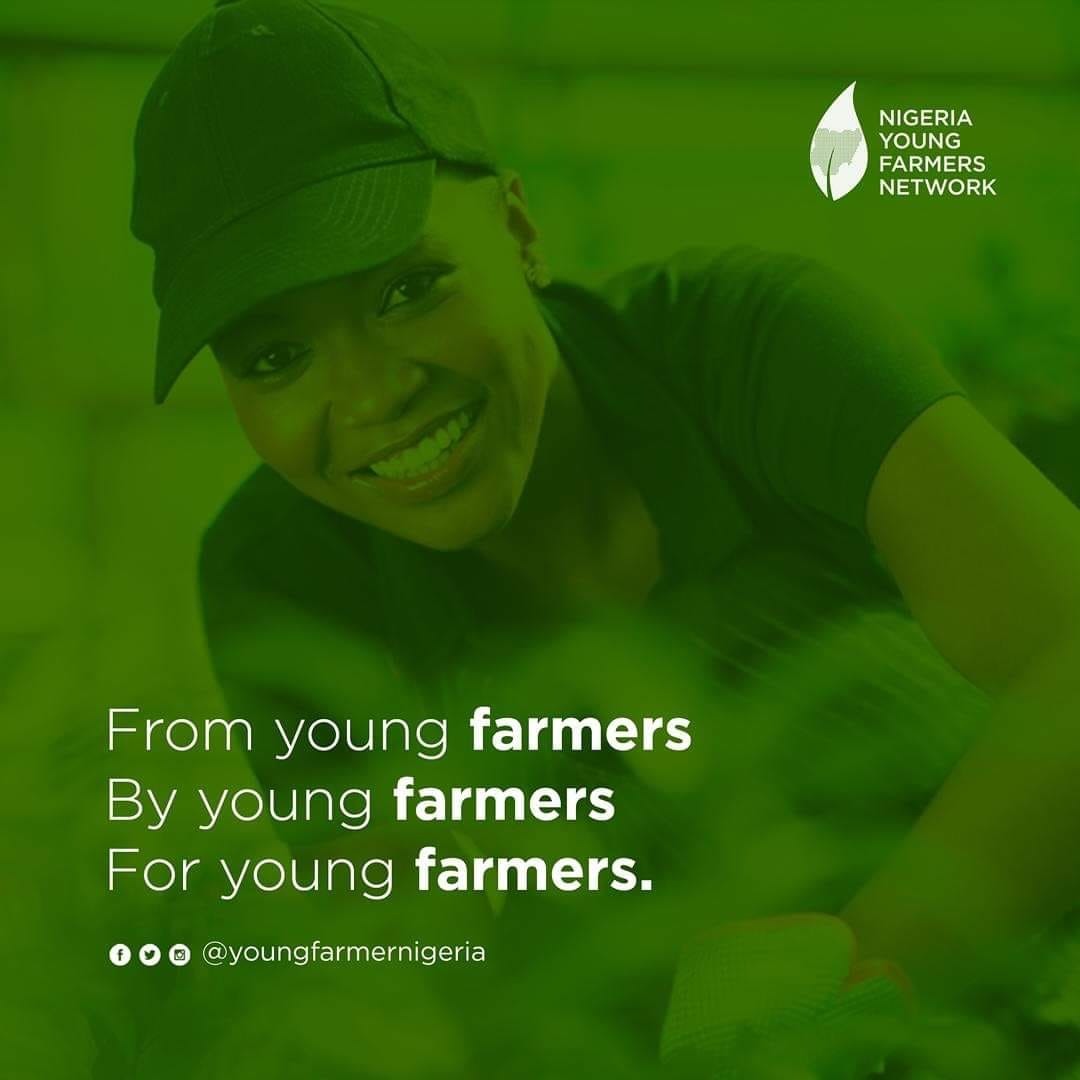 NIGERIA
YOUNG
FARMERS
NETWORK
From young farmers
By young farmers
For young farmers.
@youngfarmernigeria